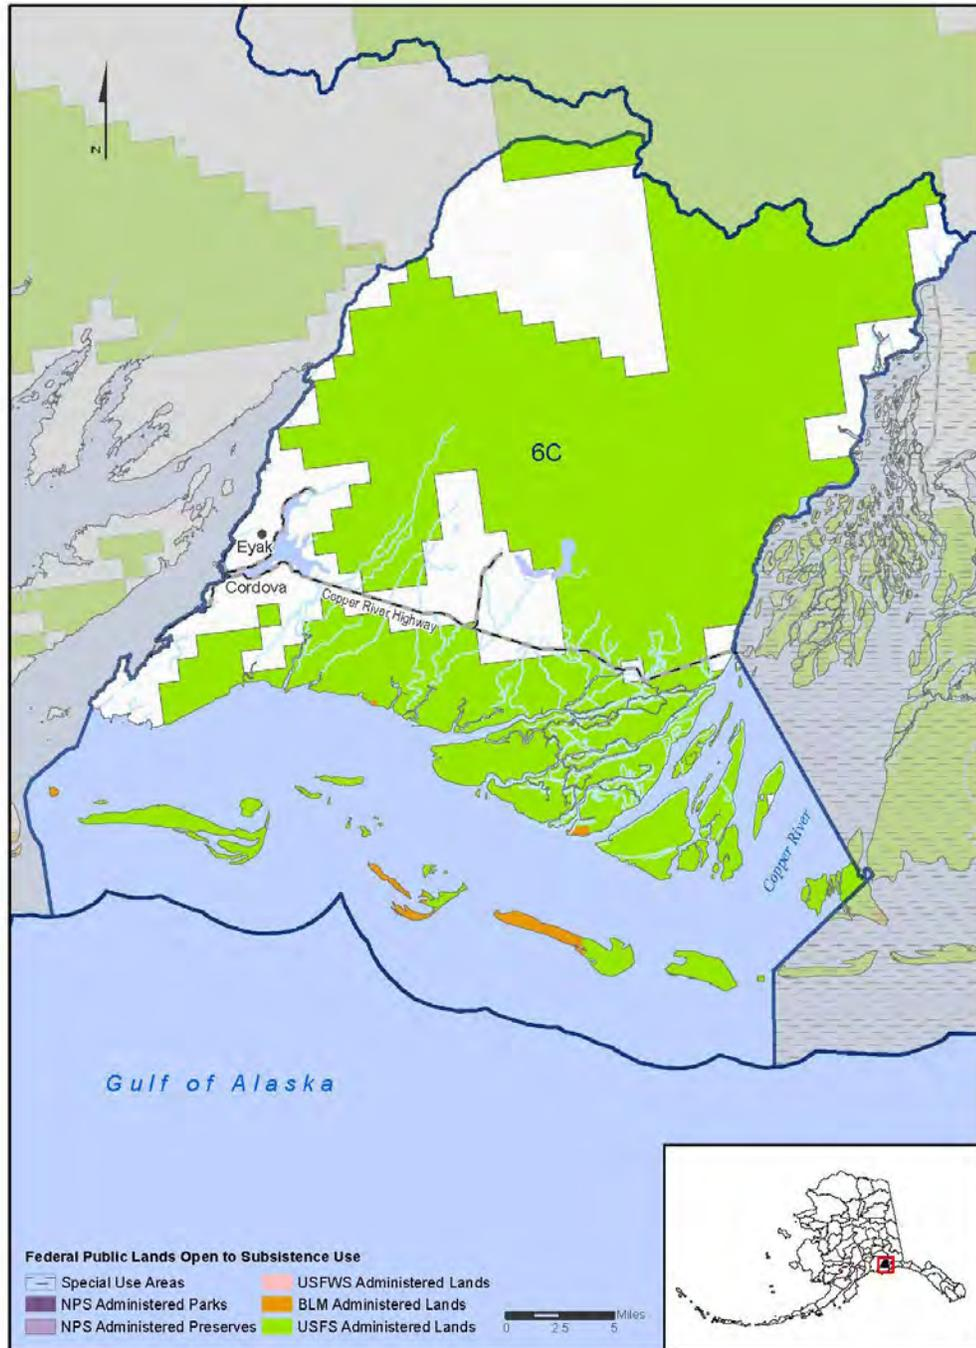 N
6C
Eyak
Cordova
Copper River Highway
Copper River
Gulf of Alaska
Federal Public Lands Open to Subsistence Use
Special Use Areas
NPS Administered Parks
NPS Administered Preserves
USFWS Administered Lands
BLM Administered Lands
USFS Administered Lands
Miles
0 2.5 5